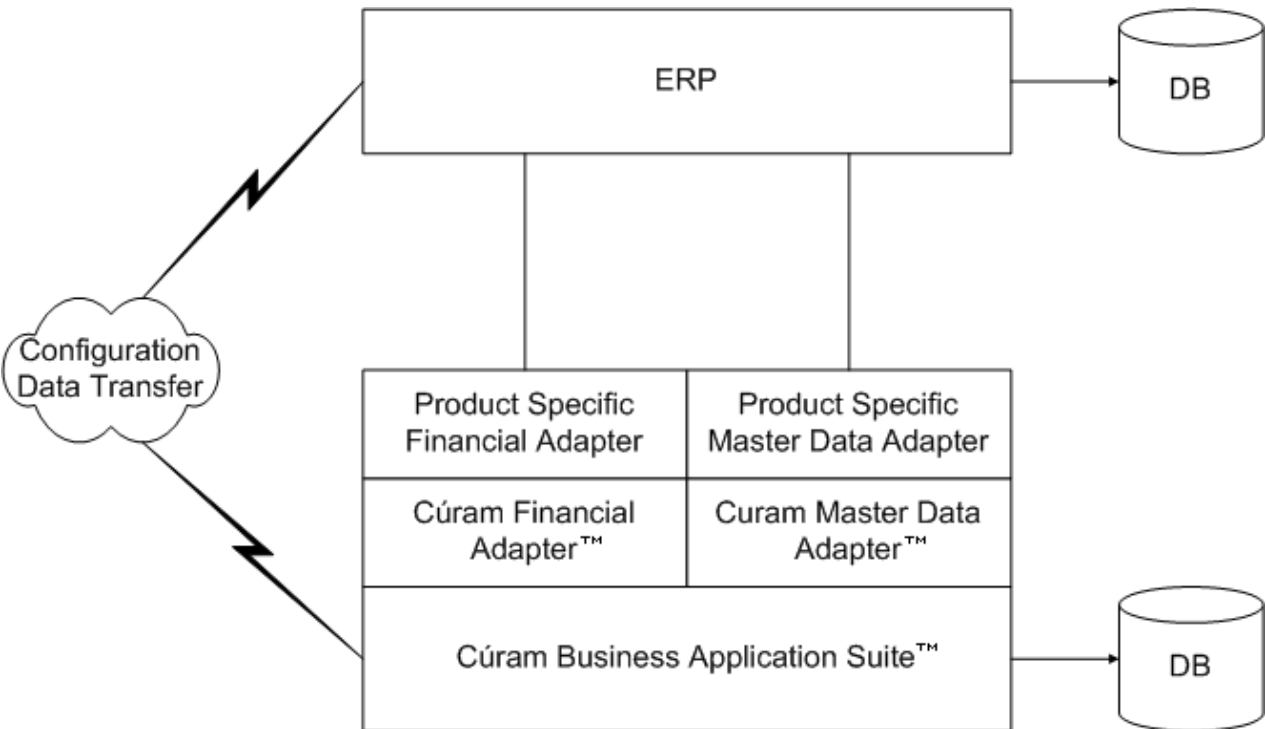 ERP
DB
Configuration
Data Transfer
Product Specific
Financial Adapter
Product Specific
Master Data Adapter
Cúram Financial
Adapter™
Curam Master Data
Adapter™
Cúram Business Application Suite™
DB